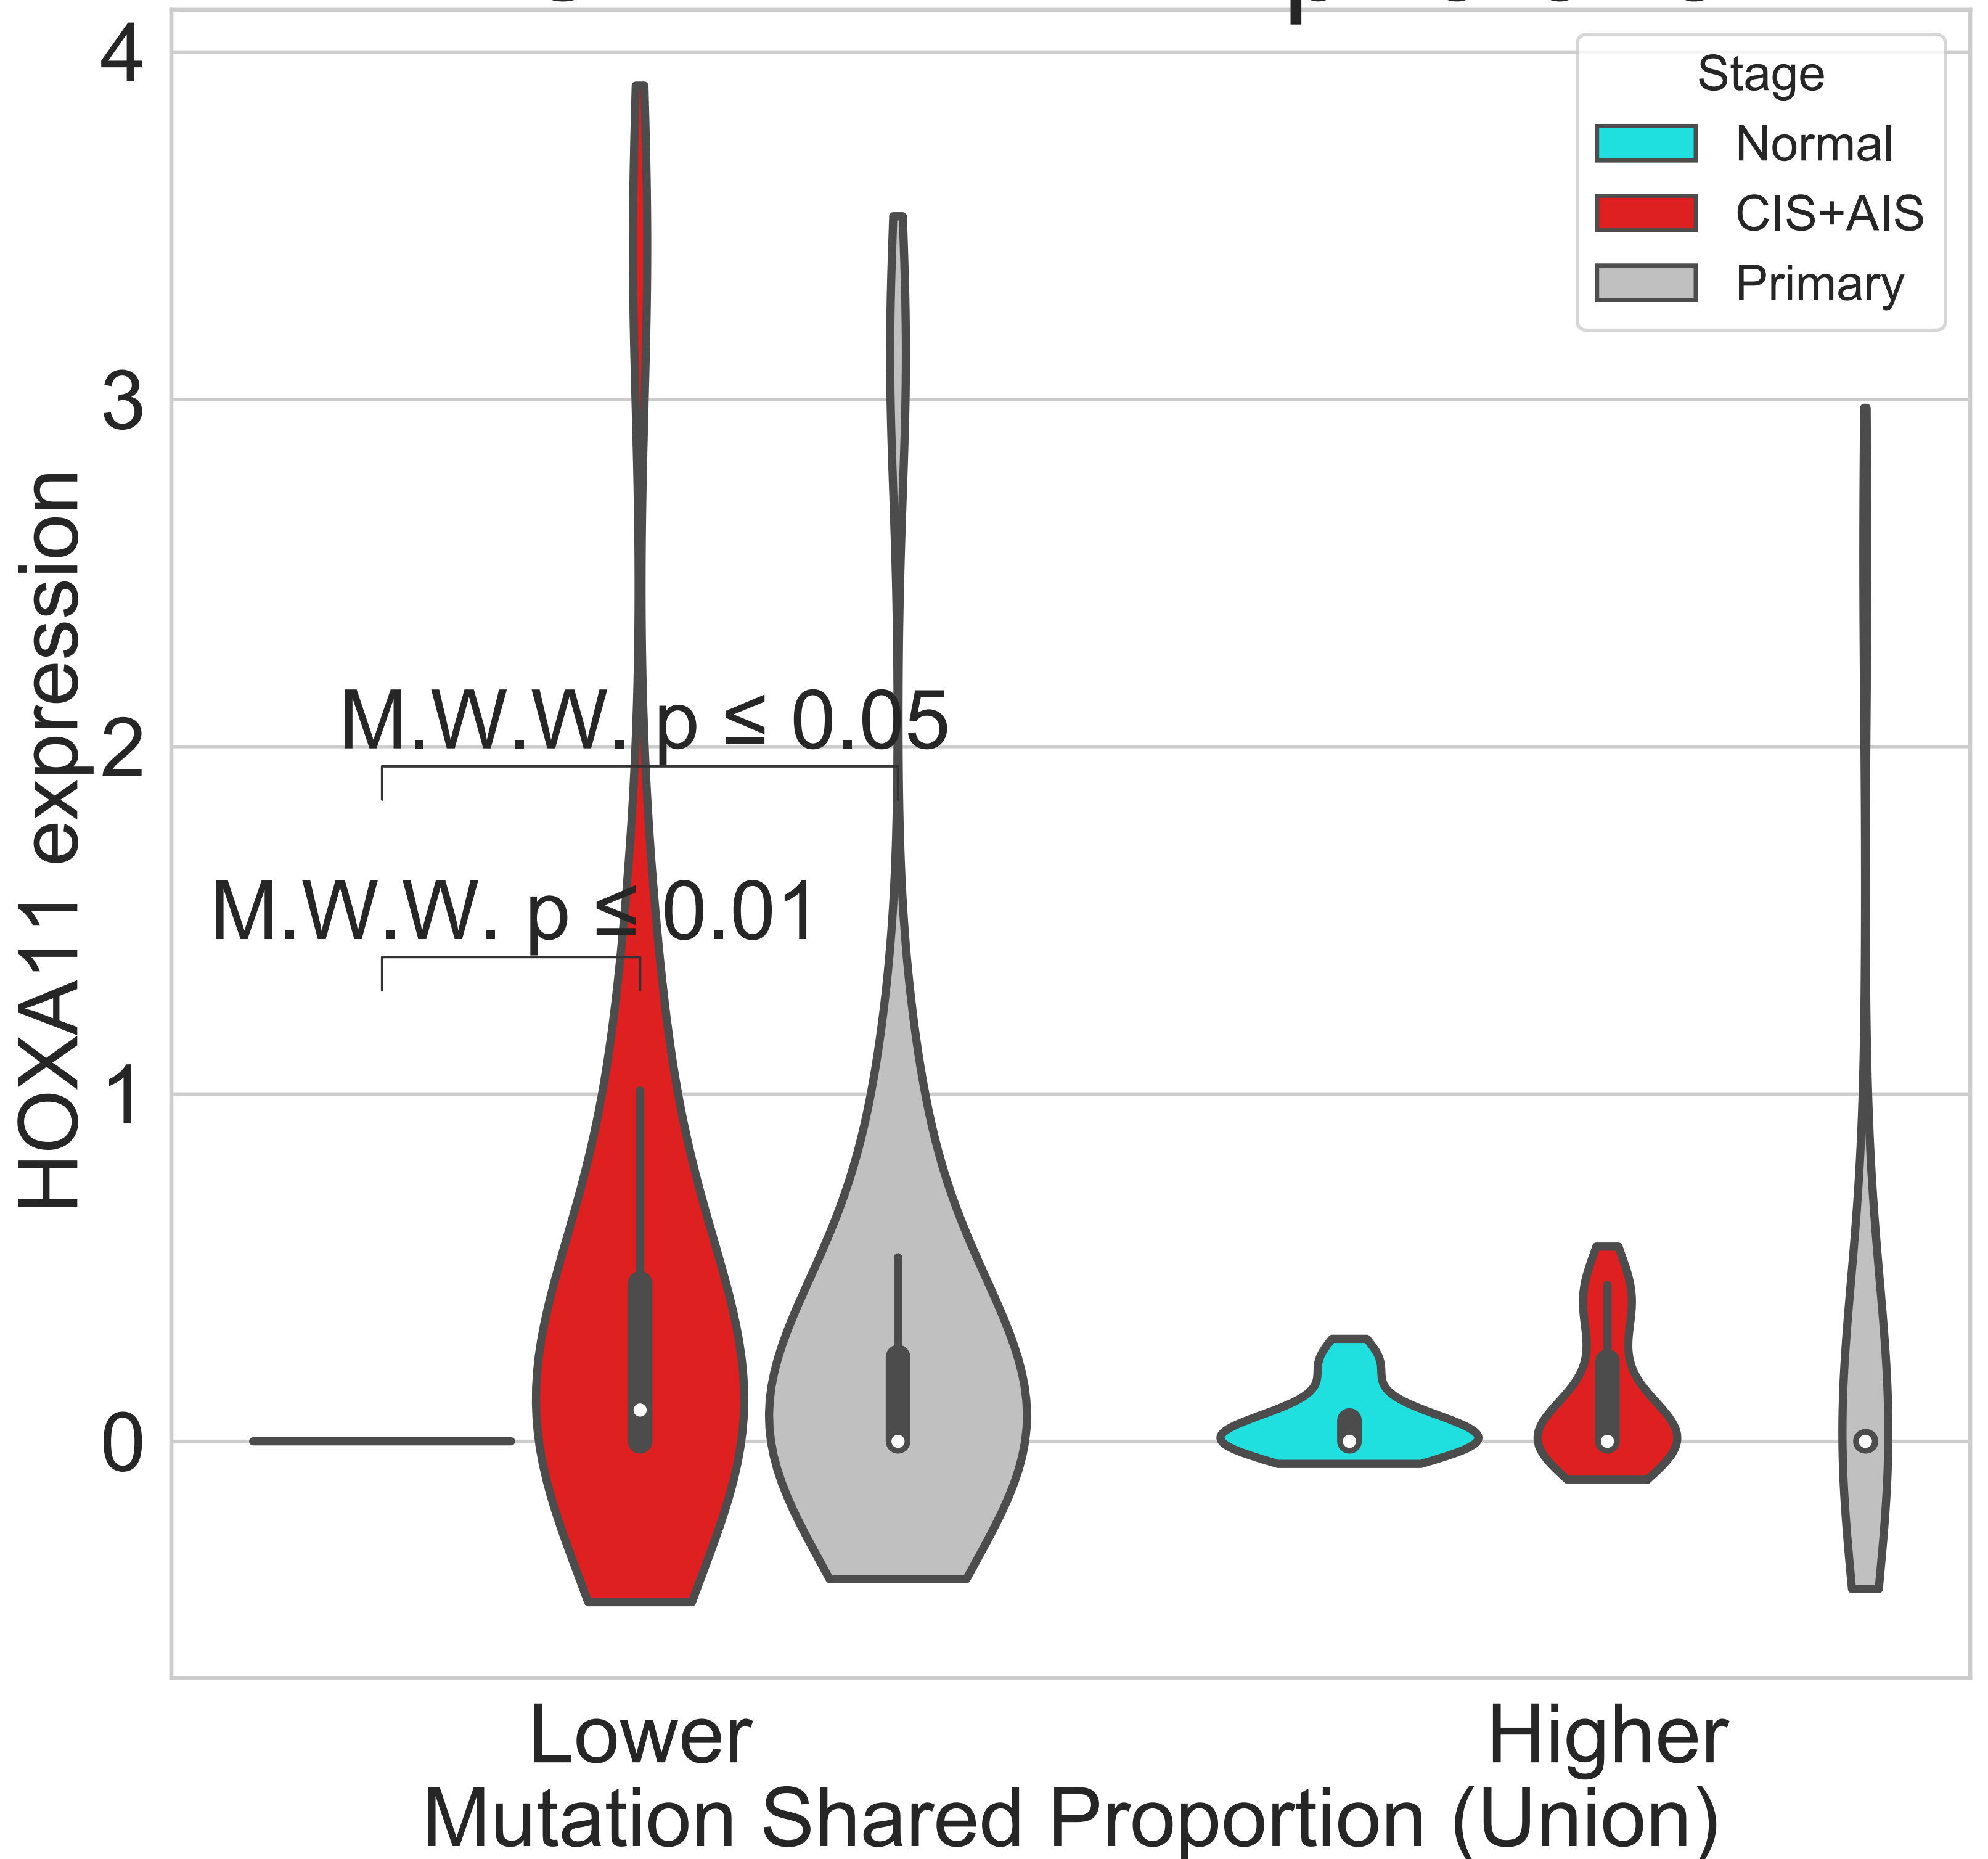 4
3
2
1
0
HOXA11 expression
Stage
Normal
CIS+AIS
Primary
M.W.W. p ≤ 0.05
M.W.W. p ≤ 0.01
Lower
Higher
Mutation Shared Proportion (Union)